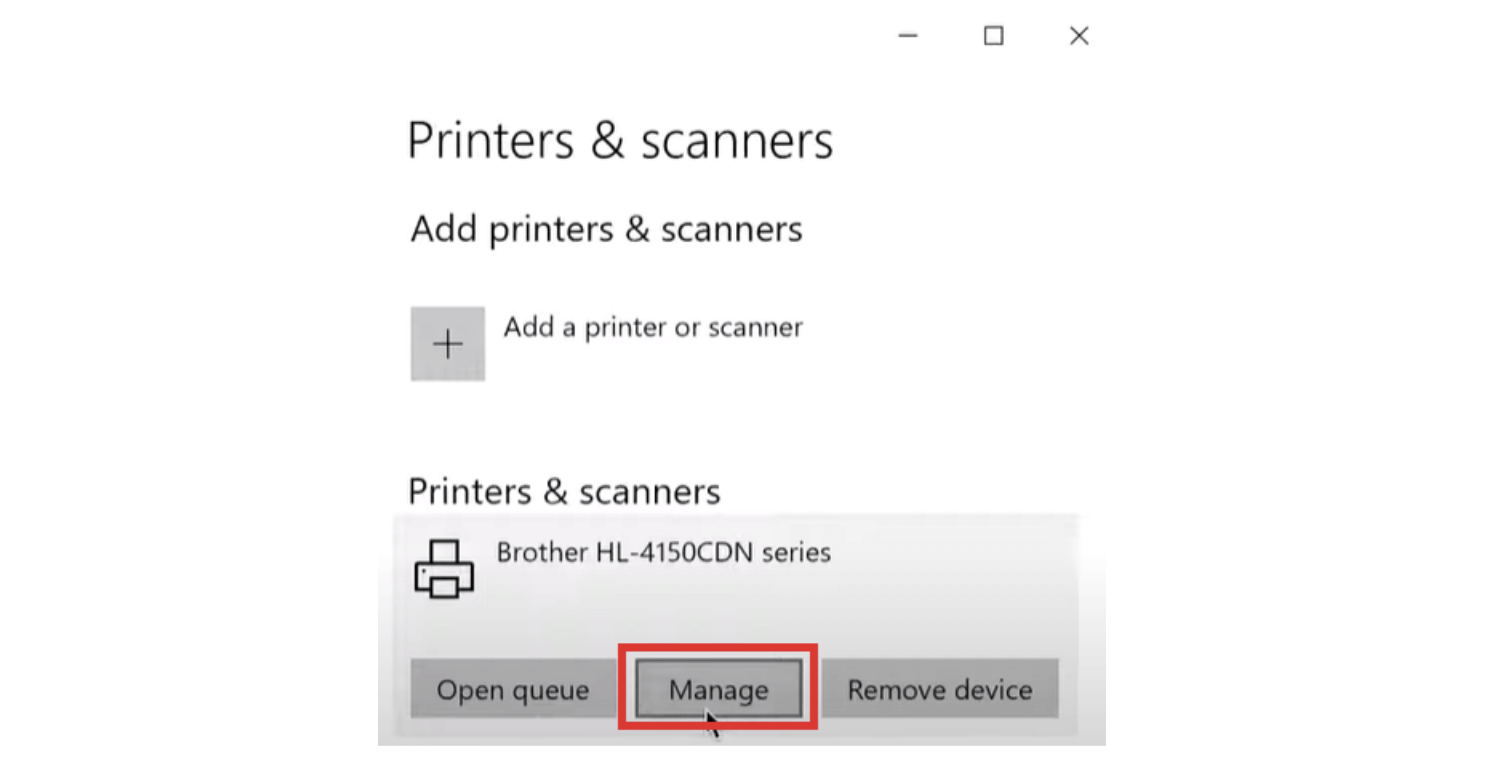 Printers & scanners
Add printers & scanners
Add a printer or scanner
Printers & scanners
Brother HL-4150CDN series
Open queue Manage Remove device